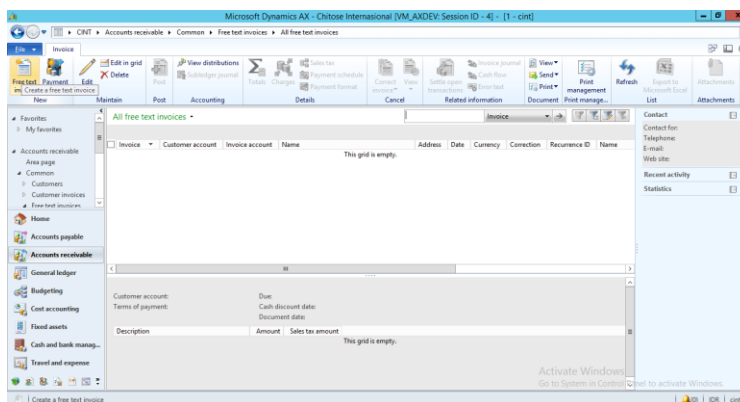 Microsoft Dynamics AX - Chitose Internasional [VM_AXDEV: Session ID - 4] - [1 - cint]
CINT Accounts receivable Common Free text invoices All free text invoices
File Invoice
Free text Payment Edit Edit in grid Delete Post View distributions Subledger journal Totals Charges Sales tax Payment schedule Payment format Correct invoice View Settle open transactions Invoice journal Cash flow View Send Print Print management Refresh Export to Microsoft Excel Attachments
Create a free text invoice
New Maintain Post Accounting Details Cancel Related information Document Print manage... List Attachments
Favorites
My favorites
Accounts receivable
Area page
Common
Customers
Customer invoices
Free text invoices
Home
Accounts payable
Accounts receivable
General ledger
Budgeting
Cost accounting
Fixed assets
Cash and bank manag...
Travel and expense
All free text invoices
Invoice
Invoice Customer account Invoice account Name Address Date Currency Correction Recurrence ID Name
This grid is empty.
Customer account: Due:
Terms of payment: Cash discount date:
Document date:
Description Amount Sales tax amount
This grid is empty.
Contact
Contact for:
Telephone:
E-mail:
Web site:
Recent activity
Statistics
Activate Windows
Go to System in Control Panel to activate Windows.
Create a free text invoice
(0) IDR cint